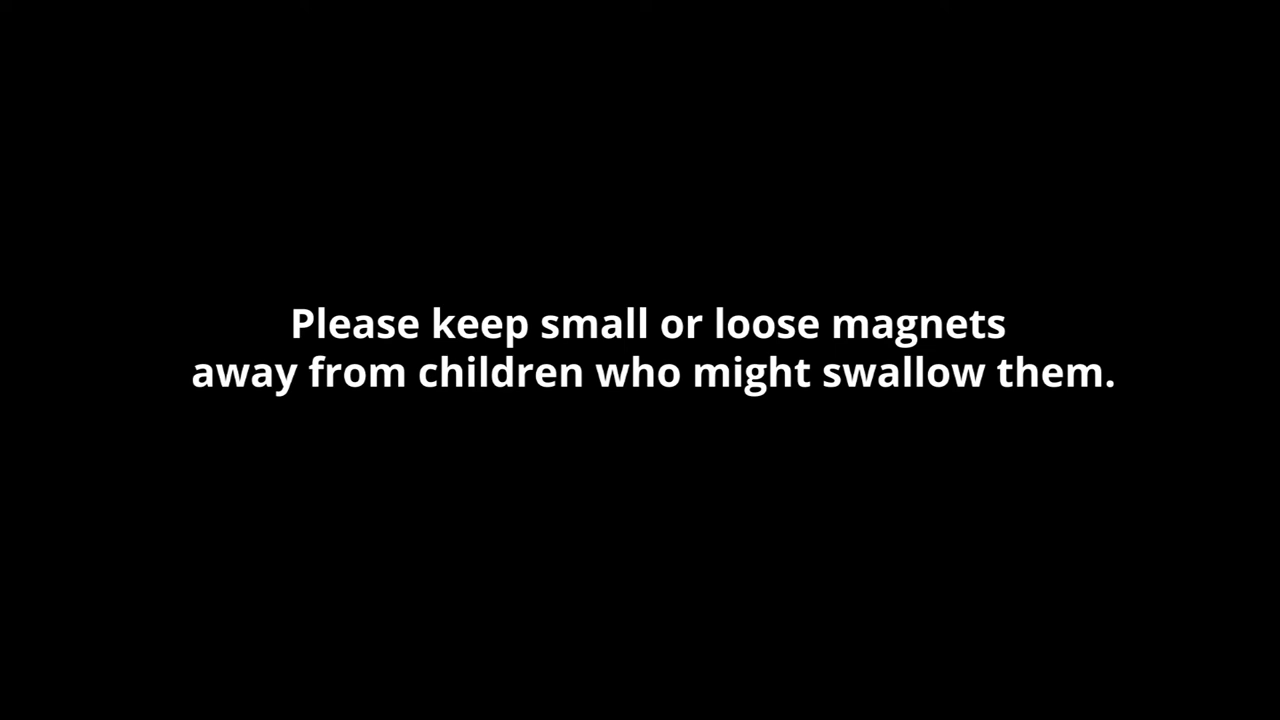 Please keep small or loose magnets
away from children who might swallow them.